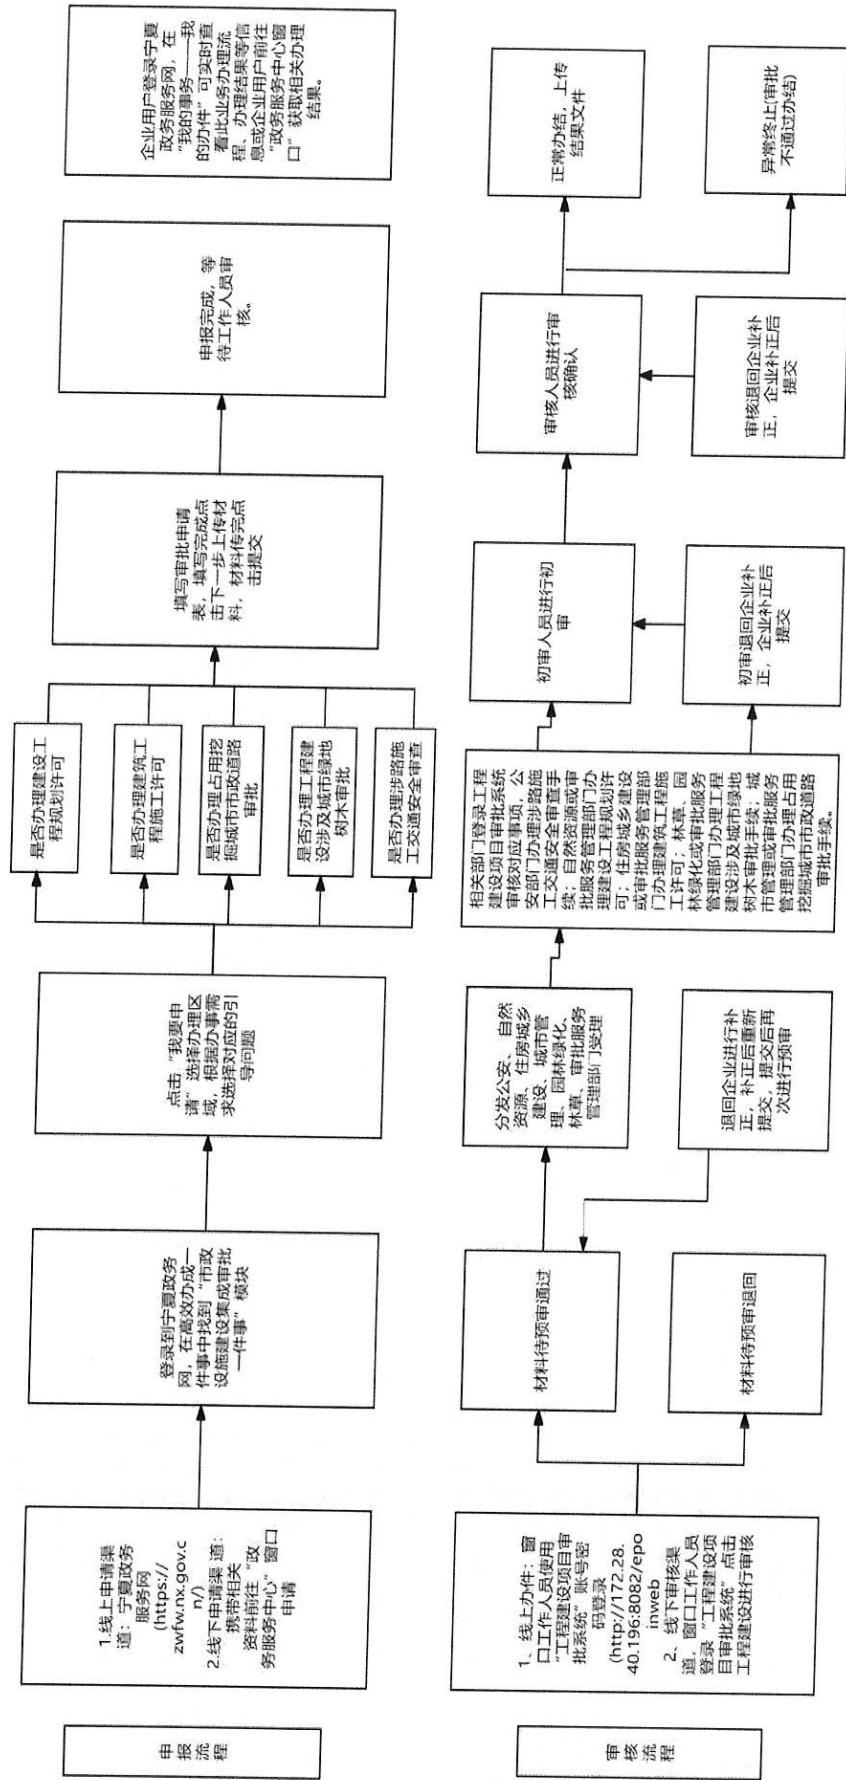 申报
流程
1.线上申请渠
道：宁夏政务
服务网
(https://
zwfw.nx.gov.c
n/)
2.线下申请渠 道：
携带相关
资料前往“政
务服务中心”窗口
申请
登录到宁夏政务
网，在高效办成一
件事中找到“市政
设施建设集成审批
一件事”模块
点击“我要申
请”选择办理区
域，根据办事需
求选择对应的引
导问题
是否办理建设工
程规划许可
是否办理建筑工
程施工许可
是否办理占用挖
掘城市市政道路
审批
是否办理工程建
设涉及城市绿地
树木审批
是否办理涉路施
工交通安全审查
填写审批申请
表，填写完成点
击下一步上传材
料，材料传完点
击提交
申报完成，等
待工作人员审
核。
企业用户登录宁夏
政务服务网，在
“我的事务——我
的办件”可实时查
看此业务办理流
程、办理结果等信
息或企业用户前往
“政务服务中心窗
口”获取相关办理
结果。
审核
流程
1、线上办件：窗
口工作人员使用
“工程建设项目审
批系统”账号密
码登录
(http://172.28.
40.196:8082/epo
inweb
2、线下审核渠
道，窗口工作人员
登录“工程建设项
目审批系统”点击
工程建设进行审核
材料待预审通过
材料待预审退回
分发公安、自然
资源、住房城乡
建设、城市管
理、园林绿化、
林草、审批服务
管理部门受理
退回企业进行补
正，补正后重新
提交，提交后再
次进行预审
相关部门登录工程
建设项目审批系统
审核对应事项，公
安部门办理涉路施
工交通安全审查手
续；自然资源或审
批服务管理部门办
理建设工程规划许
可；住房城乡建设
或审批服务管理部
门办理建筑工程施
工许可；林草、园
林绿化或审批服务
管理部门办理工程
建设涉及城市绿地
树木审批手续；城
市管理或审批服务
管理部门办理占用
挖掘城市市政道路
审批手续。
初审人员进行初
审
初审退回企业补
正，企业补正后
提交
审核人员进行审
核确认
审核退回企业补
正，企业补正后
提交
正常办结，上传
结果文件
异常终止(审批
不通过办结)